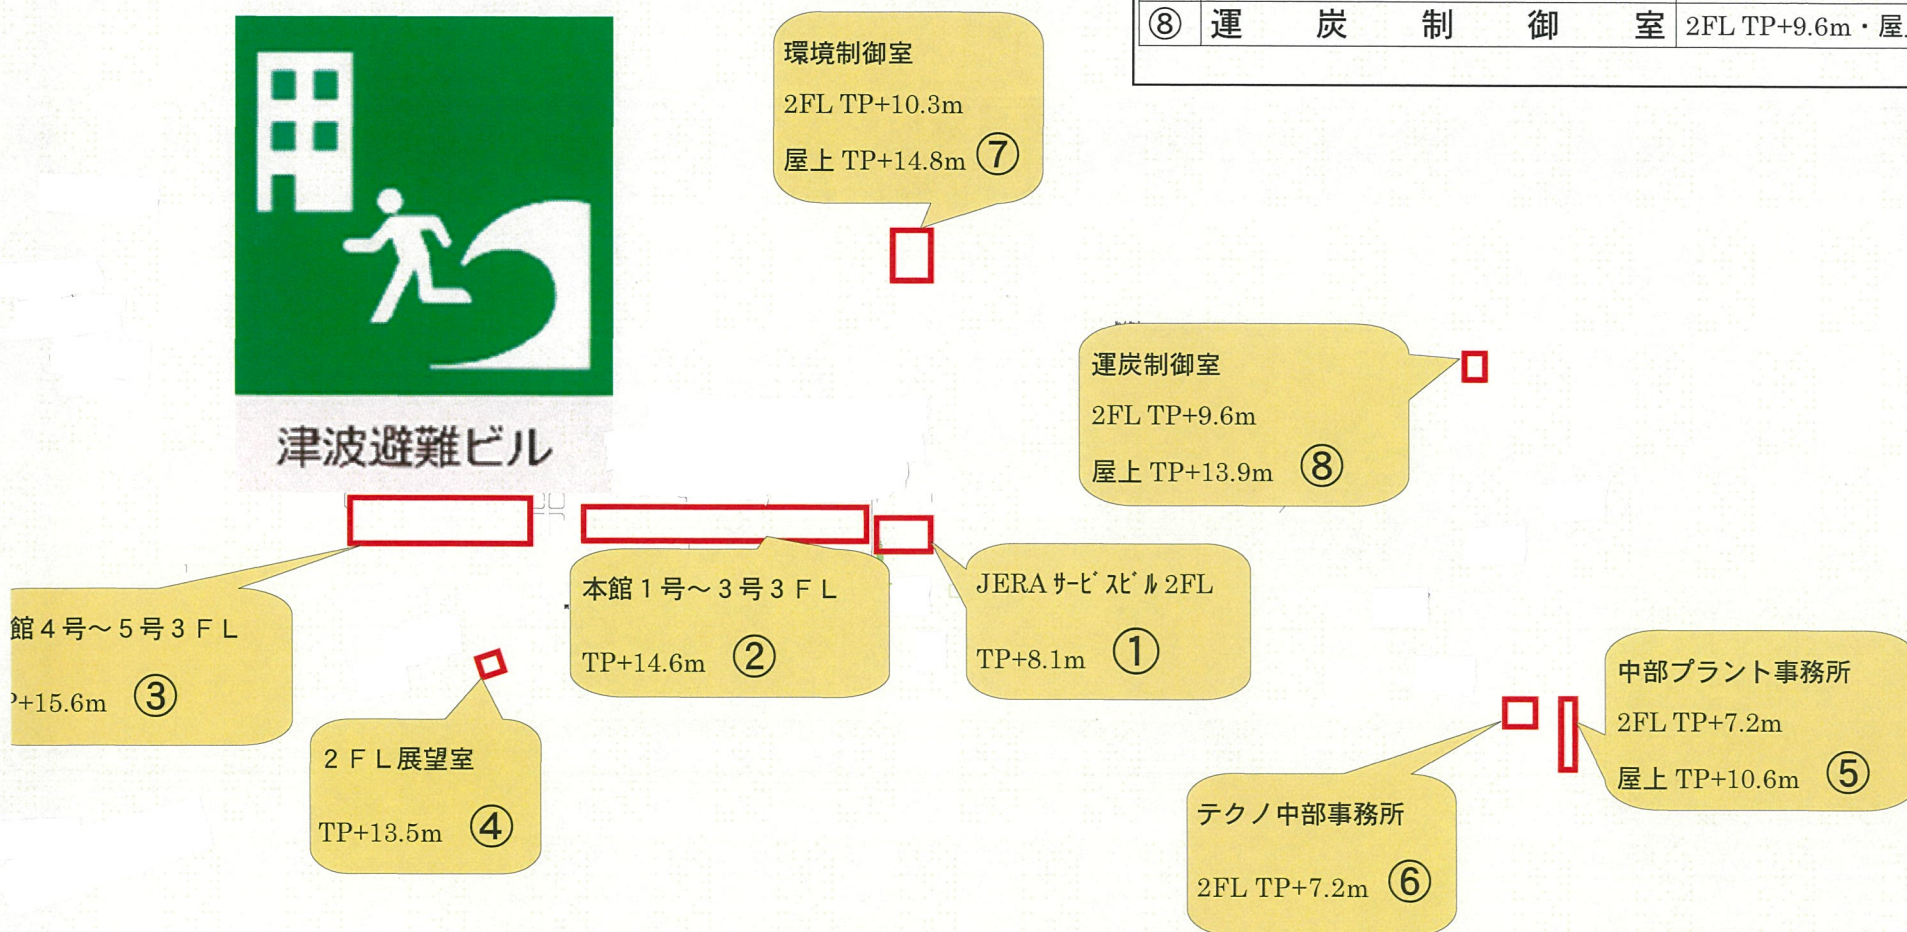 ⑧ 運炭制御室 2FL TP+9.6m・屋
環境制御室
2FL TP+10.3m
屋上 TP+14.8m ⑦
津波避難ビル
運炭制御室
2FL TP+9.6m
屋上 TP+13.9m ⑧
館４号～５号３ＦＬ
+15.6m ③
本館１号～３号３ＦＬ
TP+14.6m ②
JERA ｻｰﾋﾞｽﾋﾞﾙ 2FL
TP+8.1m ①
２ＦＬ展望室
TP+13.5m ④
中部プラント事務所
2FL TP+7.2m
屋上 TP+10.6m ⑤
テクノ中部事務所
2FL TP+7.2m ⑥